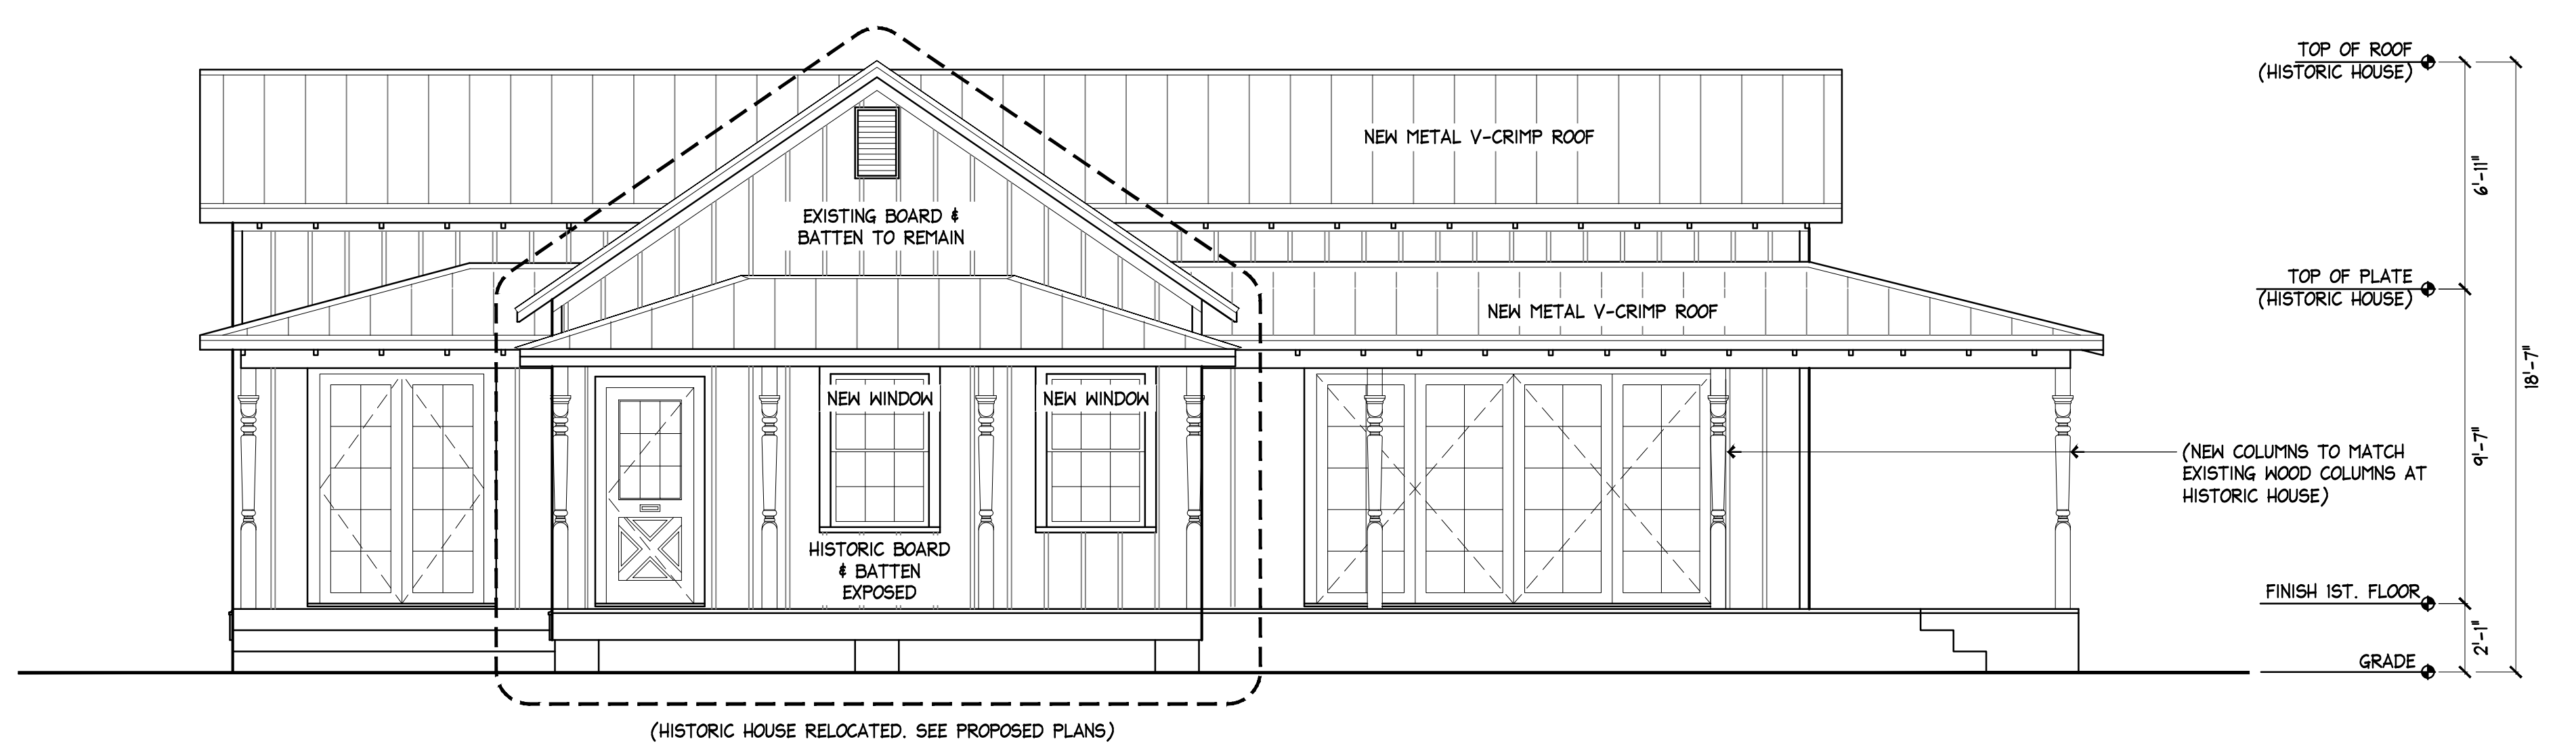 TOP OF ROOF
(HISTORIC HOUSE)
NEW METAL V-CRIMP ROOF
6'-11"
EXISTING BOARD &
BATTEN TO REMAIN
TOP OF PLATE
(HISTORIC HOUSE)
NEW METAL V-CRIMP ROOF
18'-7"
NEW WINDOW
NEW WINDOW
9'-7"
(NEW COLUMNS TO MATCH
EXISTING WOOD COLUMNS AT
HISTORIC HOUSE)
HISTORIC BOARD
& BATTEN
EXPOSED
FINISH 1ST. FLOOR
2'-1"
GRADE
(HISTORIC HOUSE RELOCATED. SEE PROPOSED PLANS)